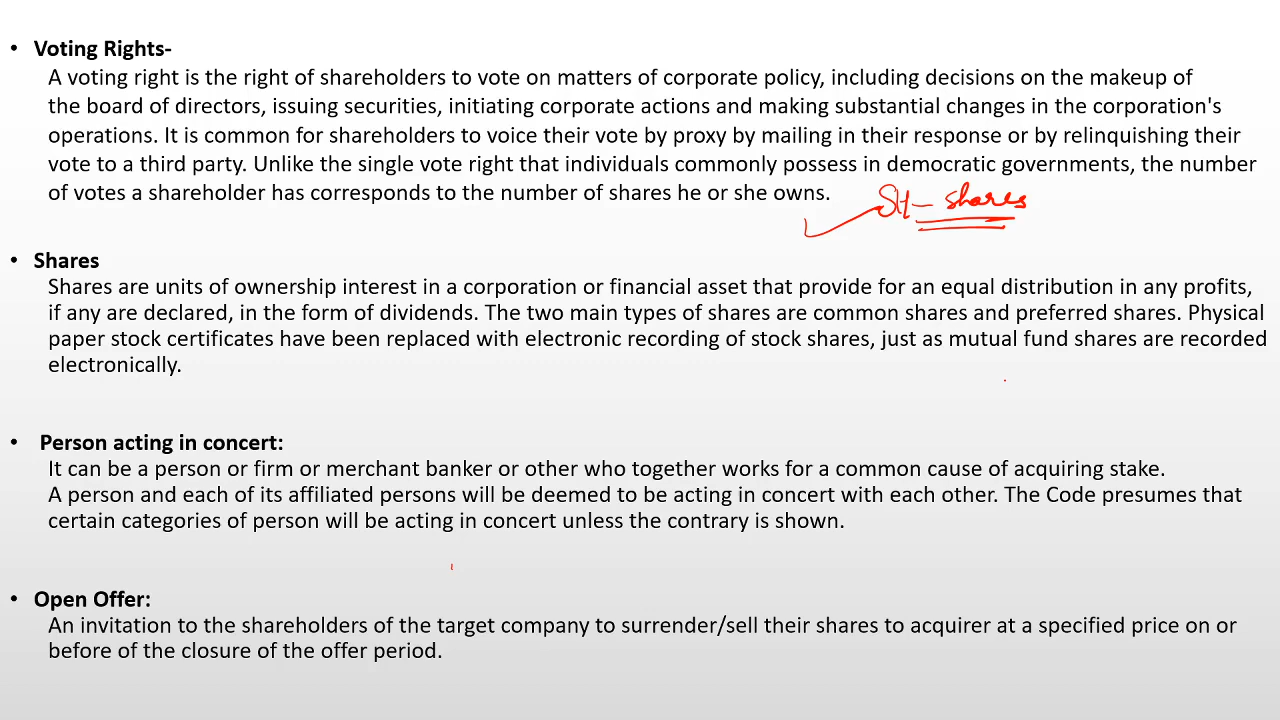 • Voting Rights-
A voting right is the right of shareholders to vote on matters of corporate policy, including decisions on the makeup of
the board of directors, issuing securities, initiating corporate actions and making substantial changes in the corporation's
operations. It is common for shareholders to voice their vote by proxy by mailing in their response or by relinquishing their
vote to a third party. Unlike the single vote right that individuals commonly possess in democratic governments, the number
of votes a shareholder has corresponds to the number of shares he or she owns.
SH – shares
• Shares
Shares are units of ownership interest in a corporation or financial asset that provide for an equal distribution in any profits,
if any are declared, in the form of dividends. The two main types of shares are common shares and preferred shares. Physical
paper stock certificates have been replaced with electronic recording of stock shares, just as mutual fund shares are recorded
electronically.
• Person acting in concert:
It can be a person or firm or merchant banker or other who together works for a common cause of acquiring stake.
A person and each of its affiliated persons will be deemed to be acting in concert with each other. The Code presumes that
certain categories of person will be acting in concert unless the contrary is shown.
• Open Offer:
An invitation to the shareholders of the target company to surrender/sell their shares to acquirer at a specified price on or
before of the closure of the offer period.